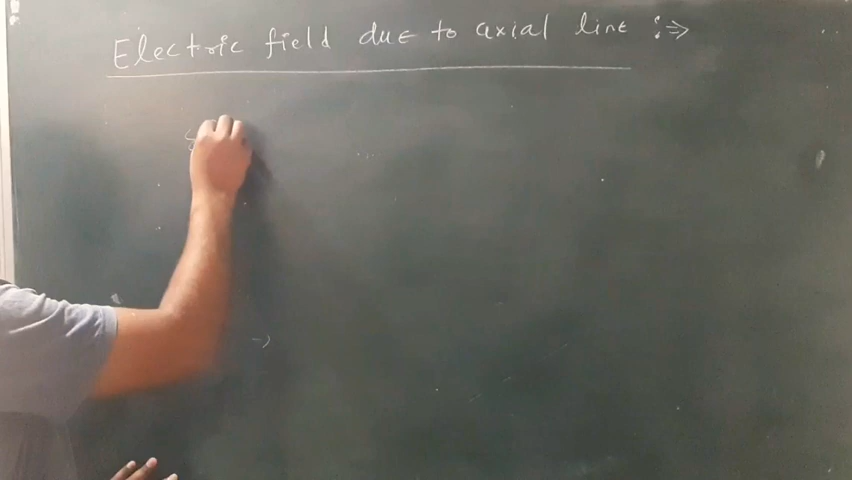 Electric field due to axial line :⇒